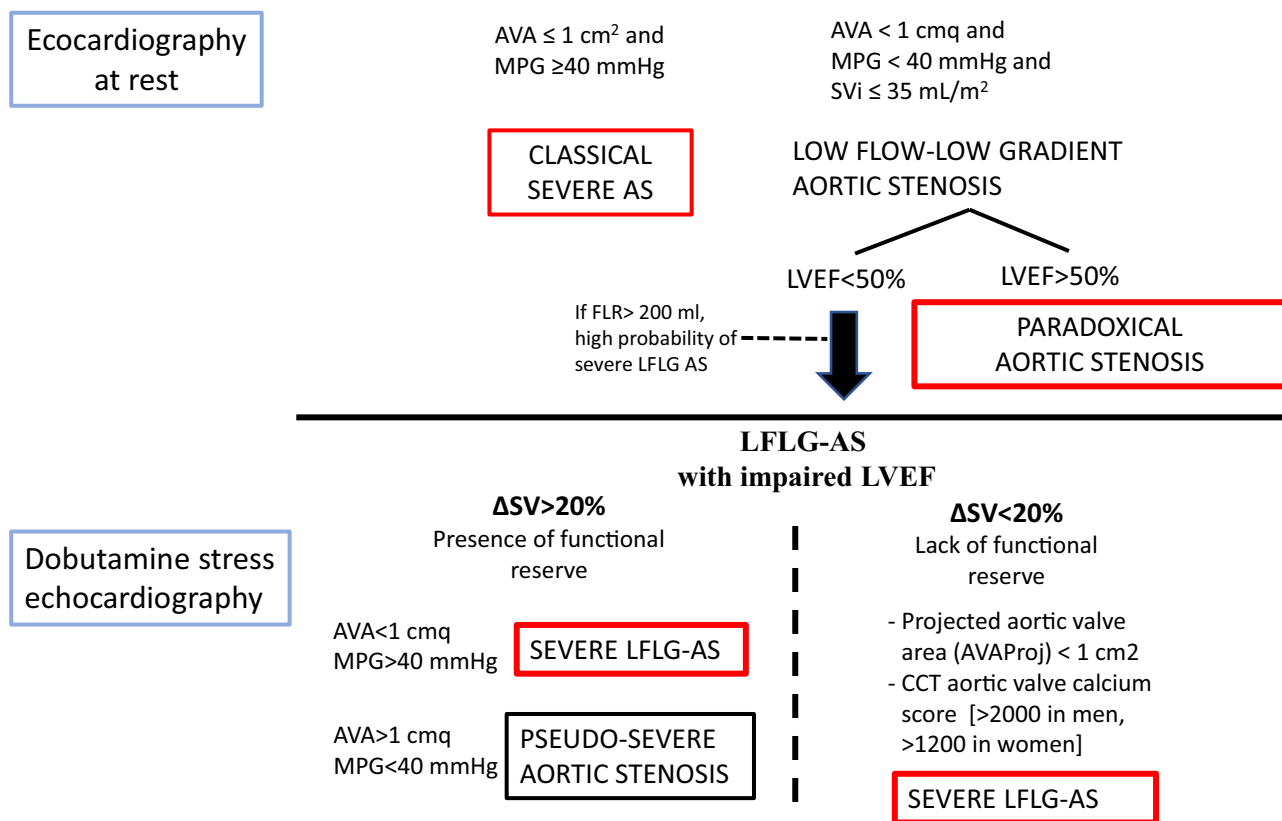 Ecocardiography
at rest
AVA ≤ 1 cm² and
MPG ≥40 mmHg
AVA < 1 cmq and
MPG < 40 mmHg and
SVi ≤ 35 mL/m²
CLASSICAL
SEVERE AS
LOW FLOW-LOW GRADIENT
AORTIC STENOSIS
LVEF<50%
LVEF>50%
If FLR> 200 ml,
high probability of
severe LFLG AS
PARADOXICAL
AORTIC STENOSIS
LFLG-AS
with impaired LVEF
Dobutamine stress
echocardiography
ΔSV>20%
Presence of functional
reserve
AVA<1 cmq
MPG>40 mmHg
SEVERE LFLG-AS
AVA>1 cmq
MPG<40 mmHg
PSEUDO-SEVERE
AORTIC STENOSIS
ΔSV<20%
Lack of functional
reserve
- Projected aortic valve
area (AVAProj) < 1 cm2
- CCT aortic valve calcium
score [>2000 in men,
>1200 in women]
SEVERE LFLG-AS